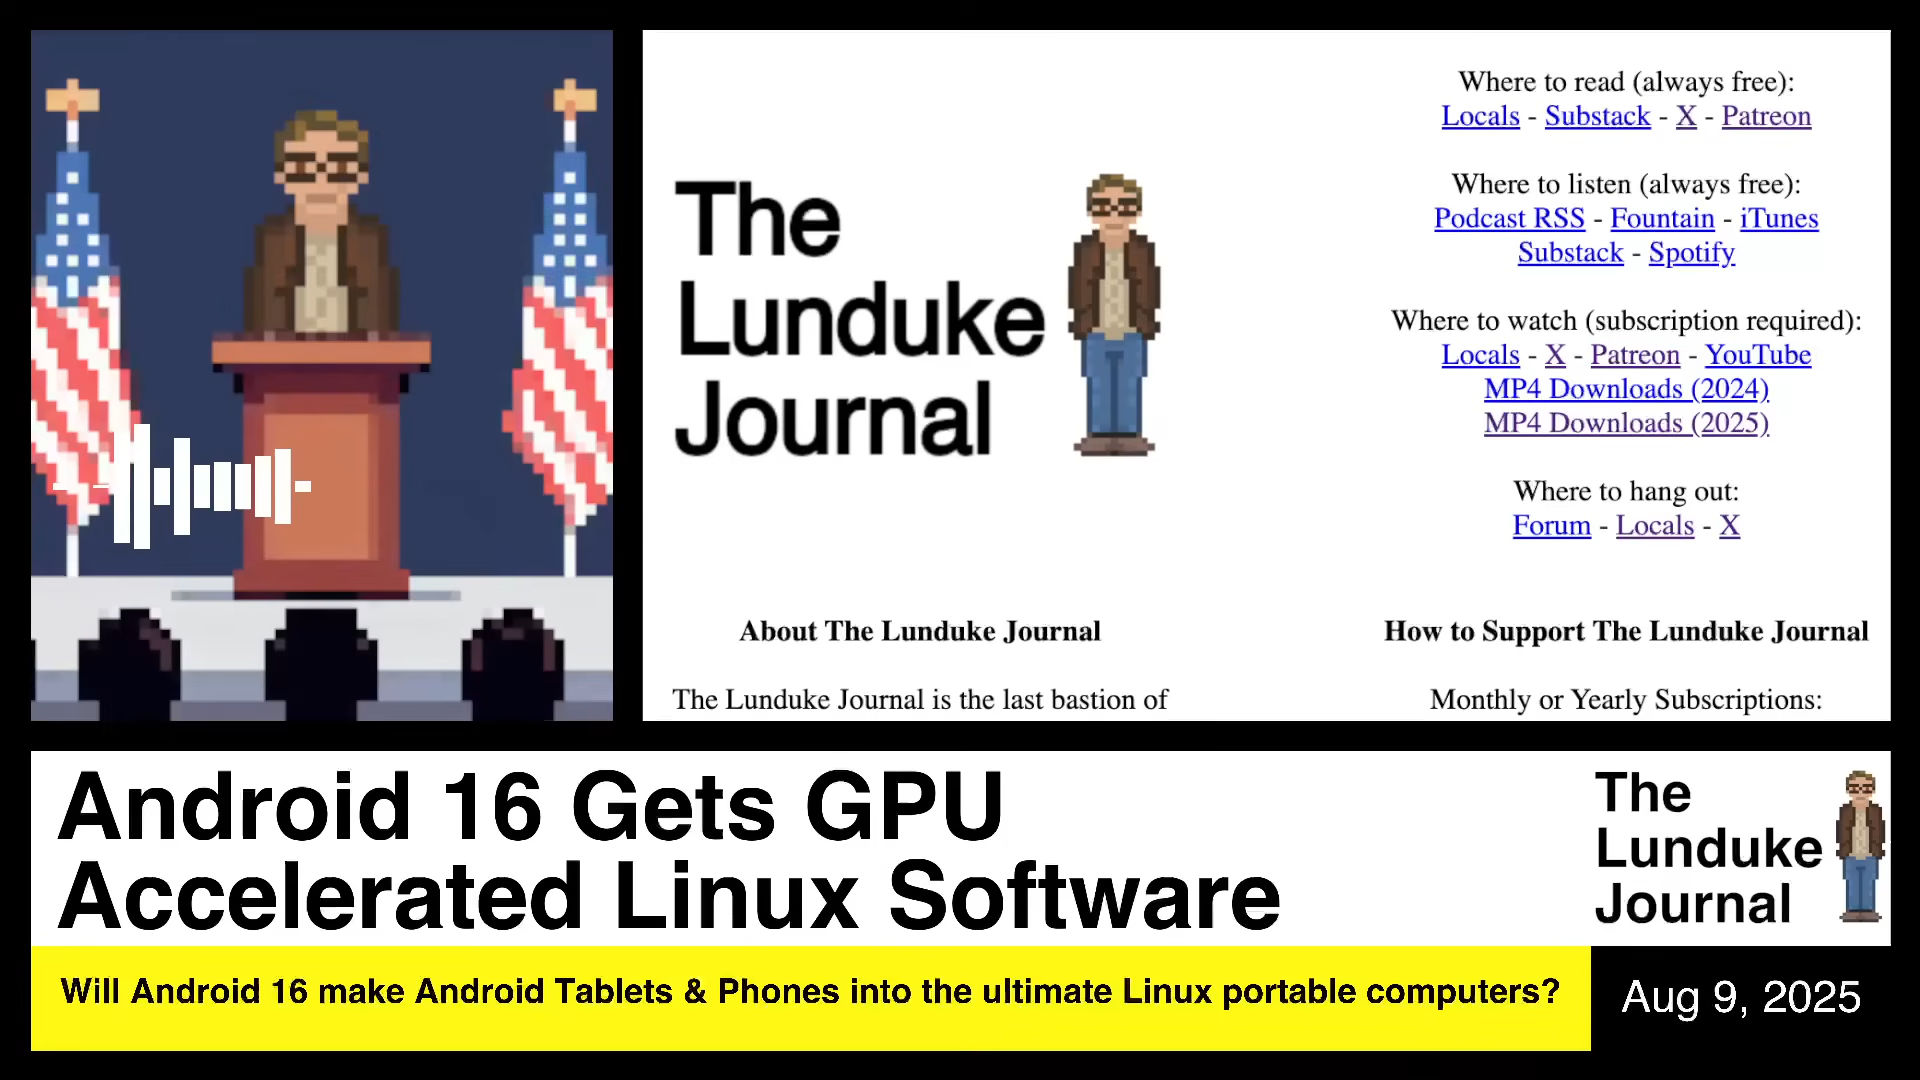 The
Lunduke
Journal
Where to read (always free):
Locals - Substack - X - Patreon
Where to listen (always free):
Podcast RSS - Fountain - iTunes
Substack - Spotify
Where to watch (subscription required):
Locals - X - Patreon - YouTube
MP4 Downloads (2024)
MP4 Downloads (2025)
Where to hang out:
Forum - Locals - X
About The Lunduke Journal
The Lunduke Journal is the last bastion of
How to Support The Lunduke Journal
Monthly or Yearly Subscriptions:
Android 16 Gets GPU
Accelerated Linux Software
The
Lunduke
Journal
Will Android 16 make Android Tablets & Phones into the ultimate Linux portable computers?
Aug 9, 2025